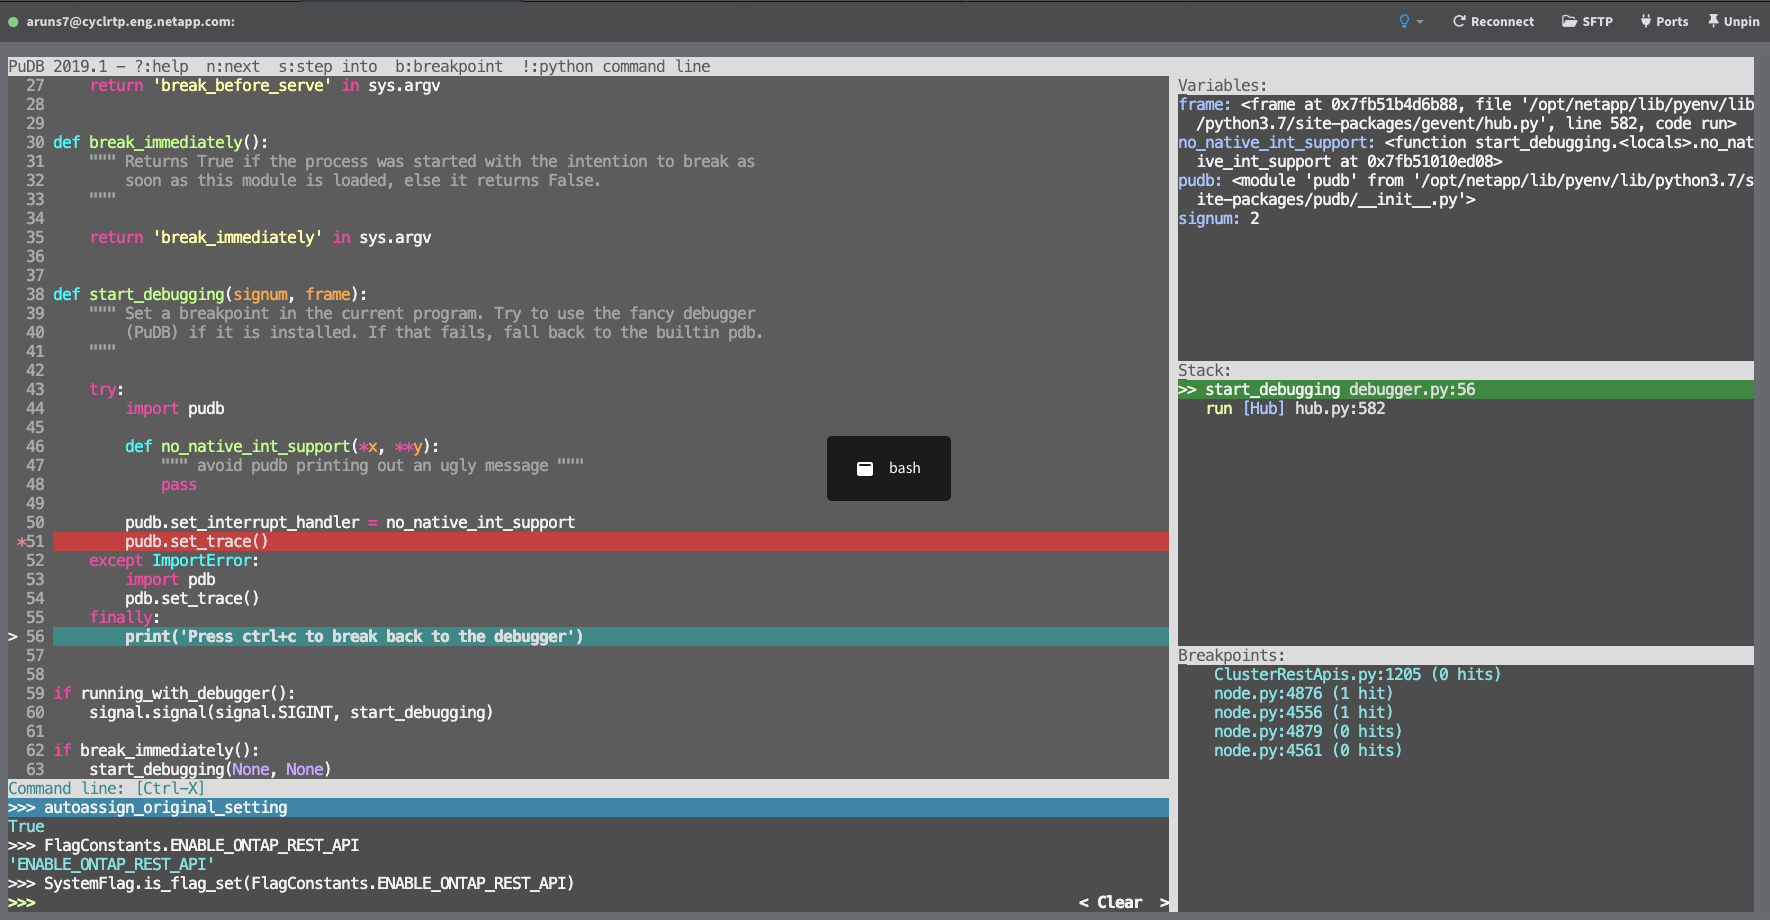 aruns7@cyclrtp.eng.netapp.com:
Reconnect SFTP Ports Unpin
PuDB 2019.1 - ?:help  n:next  s:step into  b:breakpoint  !:python command line
27     return 'break_before_serve' in sys.argv
28
29
30 def break_immediately():
31     """ Returns True if the process was started with the intention to break as
32         soon as this module is loaded, else it returns False.
33     """
34
35     return 'break_immediately' in sys.argv
36
37
38 def start_debugging(signum, frame):
39     """ Set a breakpoint in the current program. Try to use the fancy debugger
40         (PuDB) if it is installed. If that fails, fall back to the builtin pdb.
41     """
42
43     try:
44         import pudb
45
46         def no_native_int_support(*x, **y):
47             """ avoid pudb printing out an ugly message """
48             pass
49
50         pudb.set_interrupt_handler = no_native_int_support
*51         pudb.set_trace()
52     except ImportError:
53         import pdb
54         pdb.set_trace()
55     finally:
> 56         print('Press ctrl+c to break back to the debugger')
57
58
59 if running_with_debugger():
60     signal.signal(signal.SIGINT, start_debugging)
61
62 if break_immediately():
63     start_debugging(None, None)
Command line: [Ctrl-X]
>>> autoassign_original_setting
True
>>> FlagConstants.ENABLE_ONTAP_REST_API
'ENABLE_ONTAP_REST_API'
>>> SystemFlag.is_flag_set(FlagConstants.ENABLE_ONTAP_REST_API)
>>>
< Clear  >
bash
Variables:
frame: <frame at 0x7fb51b4d6b88, file '/opt/netapp/lib/pyenv/lib
/python3.7/site-packages/gevent/hub.py', line 582, code run>
no_native_int_support: <function start_debugging.<locals>.no_nat
ive_int_support at 0x7fb51010ed08>
pudb: <module 'pudb' from '/opt/netapp/lib/pyenv/lib/python3.7/s
ite-packages/pudb/__init__.py'>
signum: 2
Stack:
>> start_debugging debugger.py:56
run [Hub] hub.py:582
Breakpoints:
ClusterRestApis.py:1205 (0 hits)
node.py:4876 (1 hit)
node.py:4556 (1 hit)
node.py:4879 (0 hits)
node.py:4561 (0 hits)